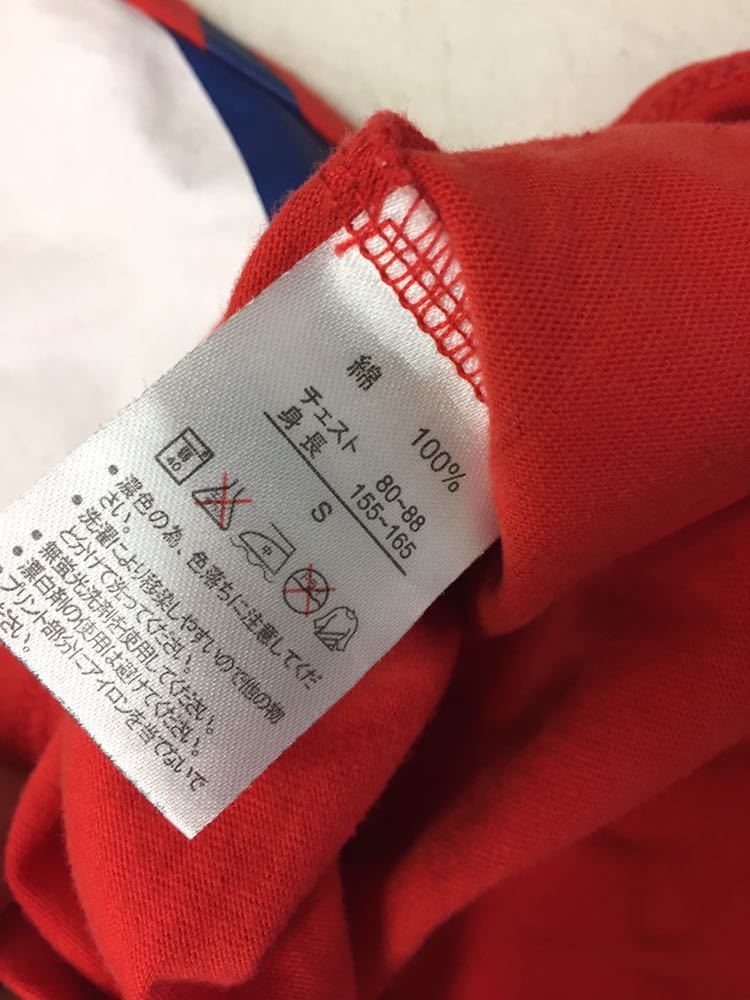 綿 100%
チェスト 80~88
身長 155~165
S
弱
40
中
• 濃色の為、色落ちに注意してくだ
さい。
• 洗濯により移染しやすいので他の物
と分けて洗ってください。
• 無蛍光洗剤を使用してください。
• 漂白剤の使用は避けてください。
• プリント部分にアイロンを当てないで
ださい。